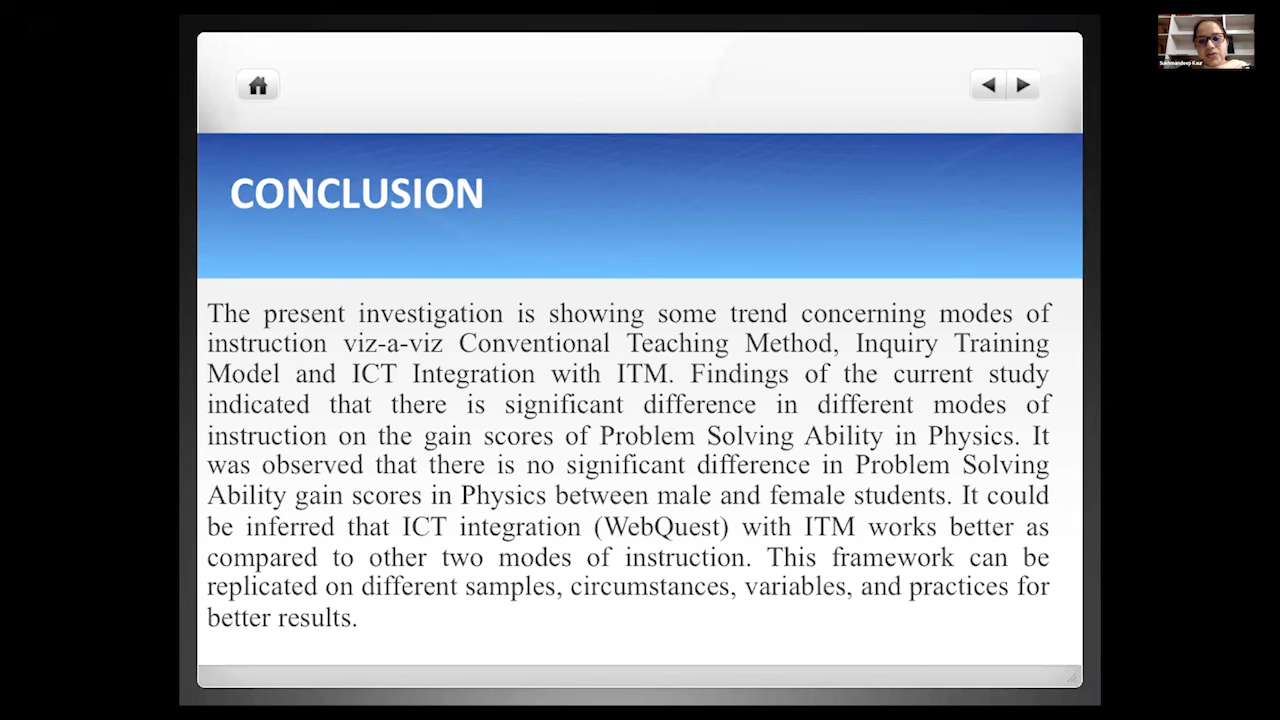 Sukhmandeep Kaur
CONCLUSION
The present investigation is showing some trend concerning modes of
instruction viz-a-viz Conventional Teaching Method, Inquiry Training
Model and ICT Integration with ITM. Findings of the current study
indicated that there is significant difference in different modes of
instruction on the gain scores of Problem Solving Ability in Physics. It
was observed that there is no significant difference in Problem Solving
Ability gain scores in Physics between male and female students. It could
be inferred that ICT integration (WebQuest) with ITM works better as
compared to other two modes of instruction. This framework can be
replicated on different samples, circumstances, variables, and practices for
better results.